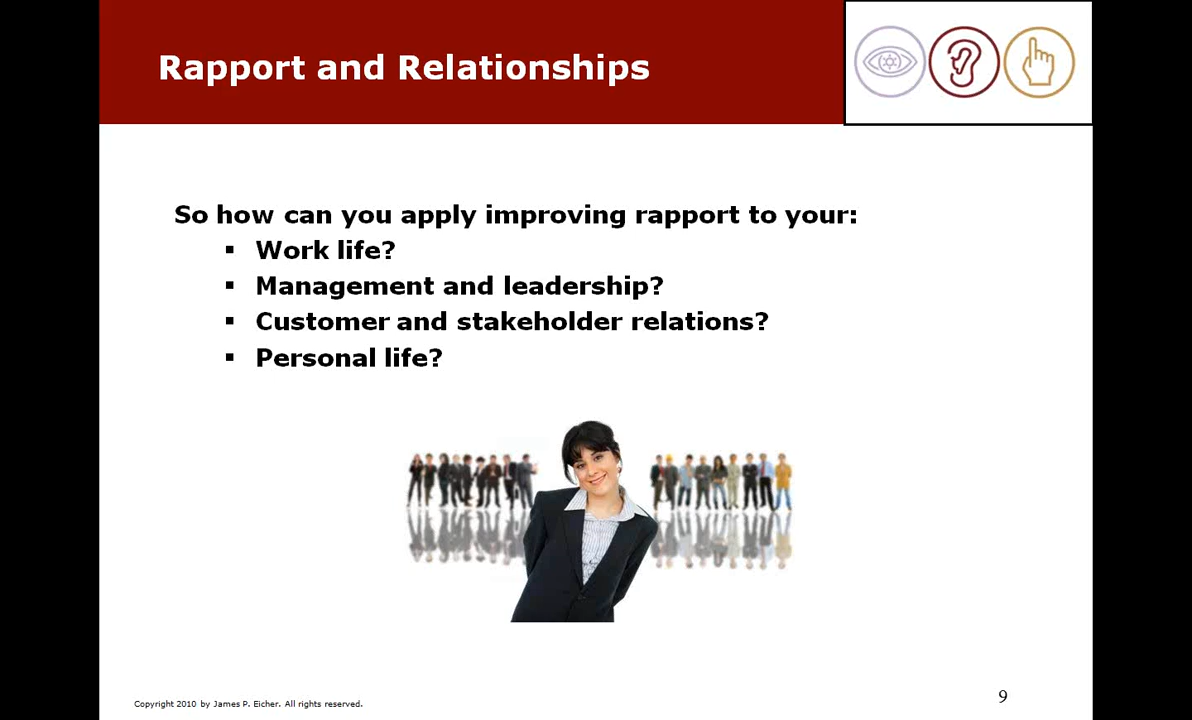 Rapport and Relationships
So how can you apply improving rapport to your:
▪ Work life?
▪ Management and leadership?
▪ Customer and stakeholder relations?
▪ Personal life?
Copyright 2010 by James P. Eicher. All rights reserved.
9